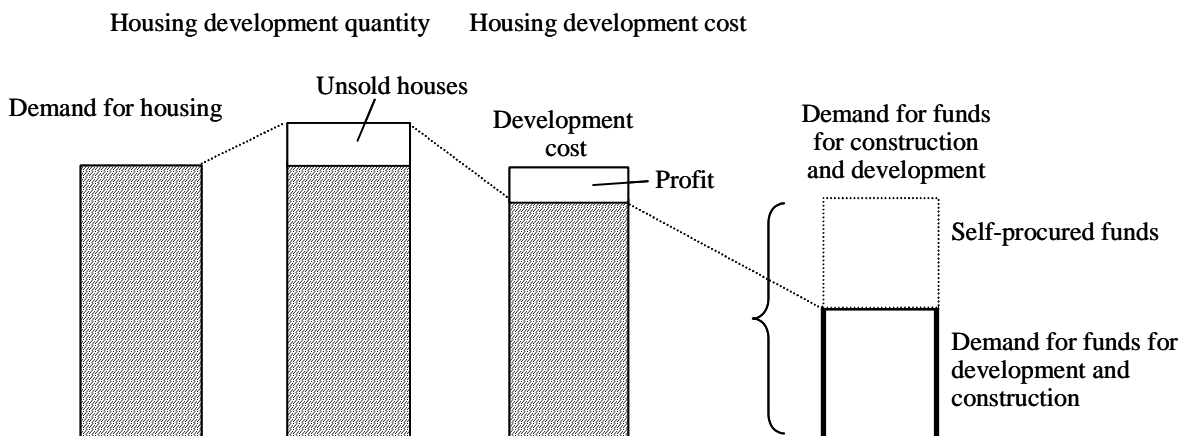 Housing development quantity
Housing development cost
Unsold houses
Demand for housing
Development
cost
Profit
Demand for funds
for construction
and development
Self-procured funds
Demand for funds for
development and
construction